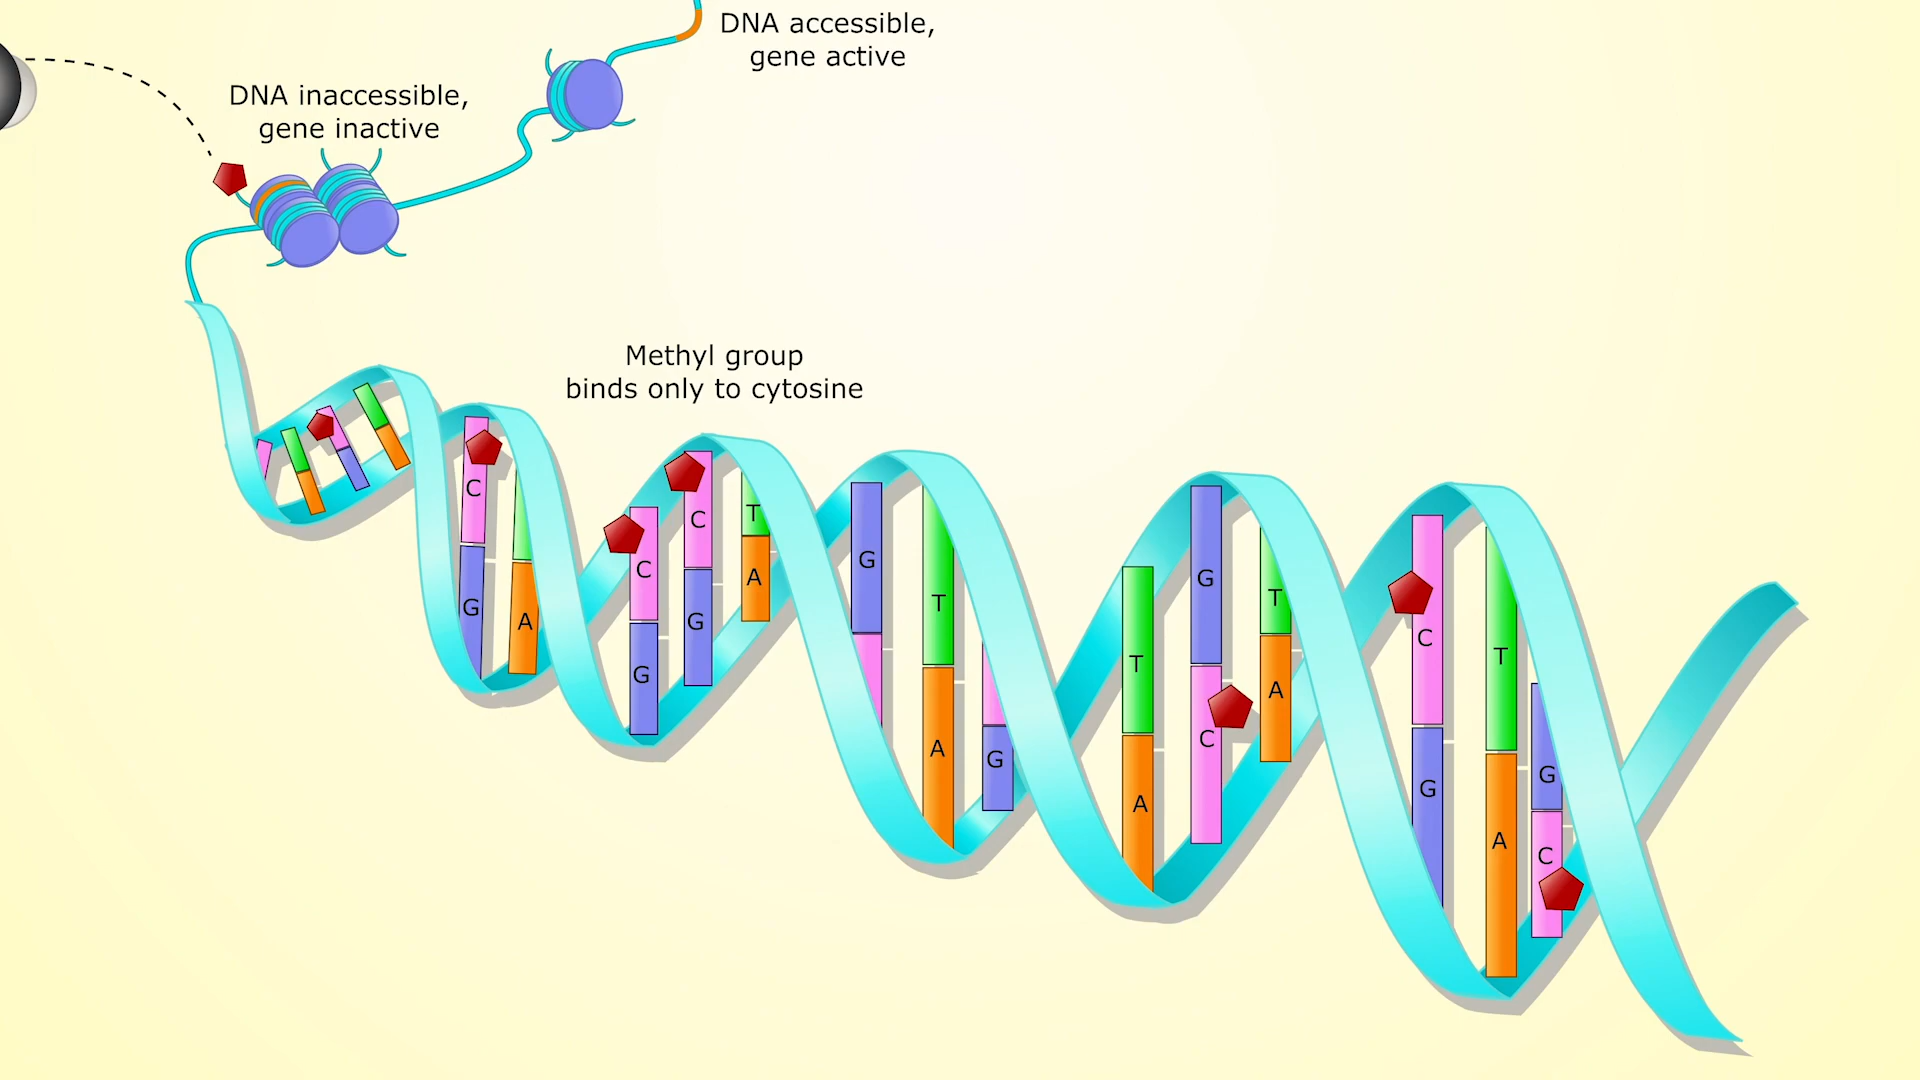 DNA accessible,
gene active
DNA inaccessible,
gene inactive
Methyl group
binds only to cytosine
C
G
A
C
G
C
G
T
A
G
T
A
G
T
A
G
C
T
A
C
G
T
A
G
C